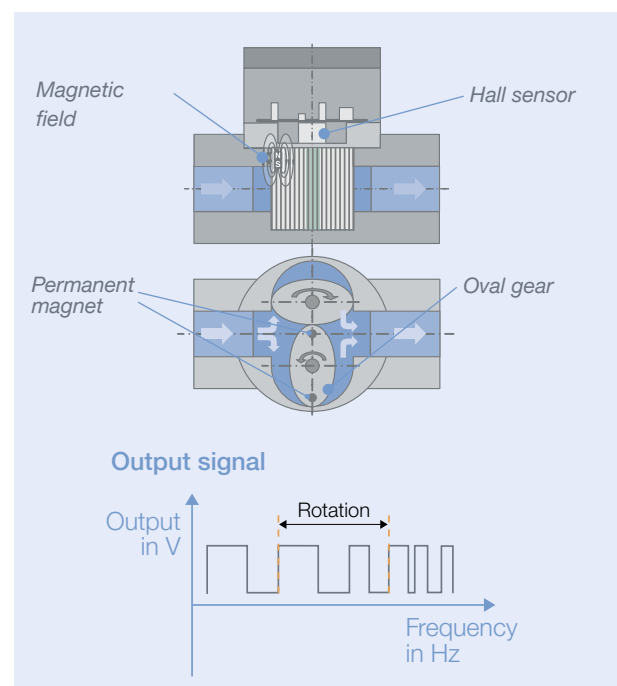 Magnetic
field
Hall sensor
N
S
Permanent
magnet
Oval gear
Output signal
Output
in V
Rotation
Frequency
in Hz